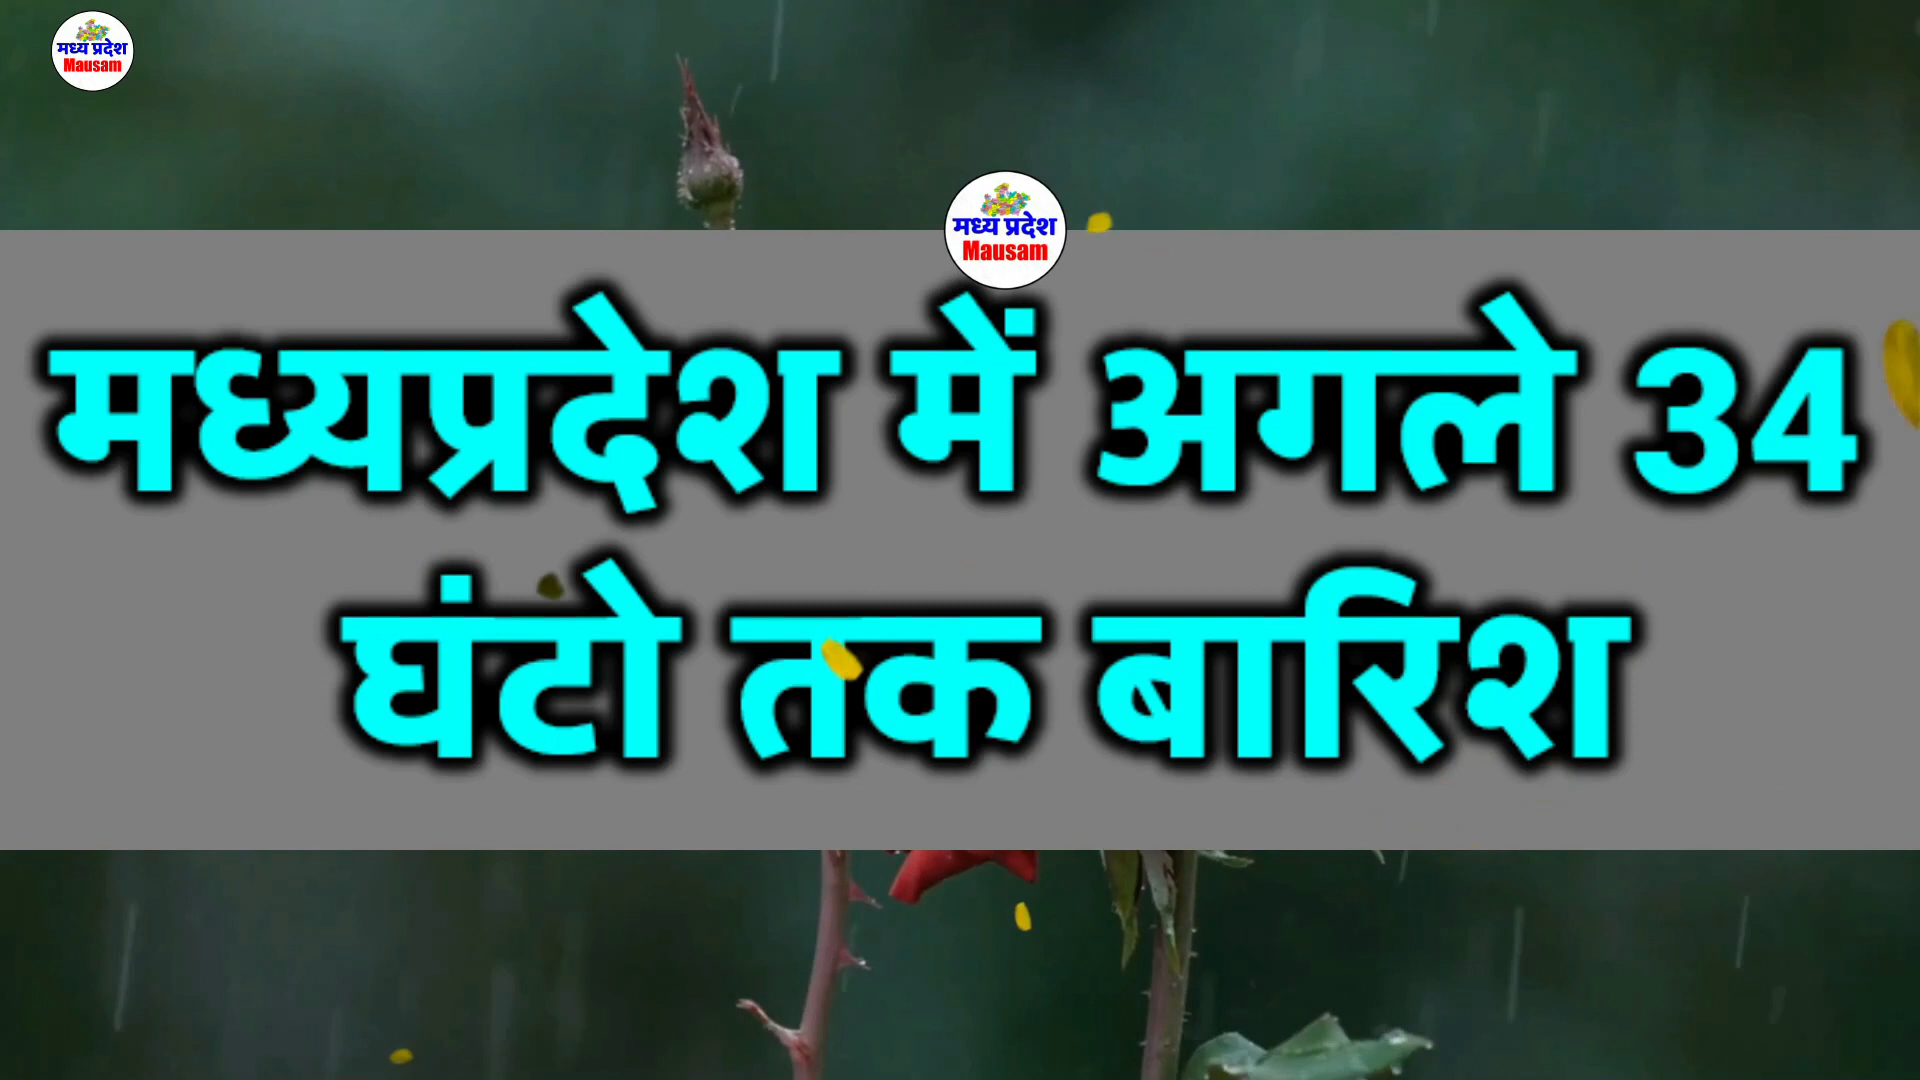 मध्य प्रदेश
Mausam
मध्य प्रदेश
Mausam
मध्यप्रदेश में अगले 34
घंटो तक बारिश